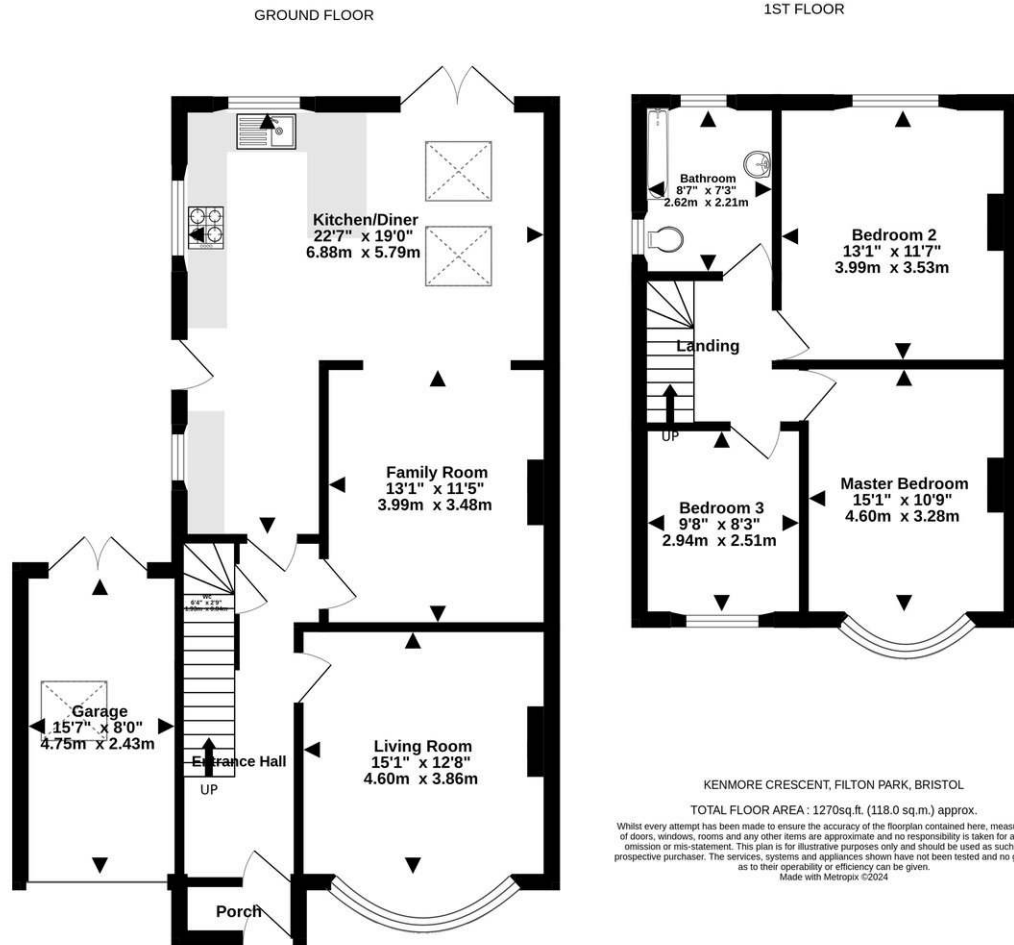 GROUND FLOOR
1ST FLOOR
Kitchen/Diner
22'7" x 19'0"
6.88m x 5.79m
Family Room
13'1" x 11'5"
3.99m x 3.48m
WC
6'4" x 2'9"
1.93m x 0.84m
Garage
15'7" x 8'0"
4.75m x 2.43m
Entrance Hall
UP
Living Room
15'1" x 12'8"
4.60m x 3.86m
Porch
Bathroom
8'7" x 7'3"
2.62m x 2.21m
Bedroom 2
13'1" x 11'7"
3.99m x 3.53m
Landing
UP
Bedroom 3
9'8" x 8'3"
2.94m x 2.51m
Master Bedroom
15'1" x 10'9"
4.60m x 3.28m
KENMORE CRESCENT, FILTON PARK, BRISTOL
TOTAL FLOOR AREA : 1270sq.ft. (118.0 sq.m.) approx.
Whilst every attempt has been made to ensure the accuracy of the floorplan contained here, measu
of doors, windows, rooms and any other items are approximate and no responsibility is taken for a
omission or mis-statement. This plan is for illustrative purposes only and should be used as such
prospective purchaser. The services, systems and appliances shown have not been tested and no g
as to their operability or efficiency can be given.
Made with Metropix ©2024